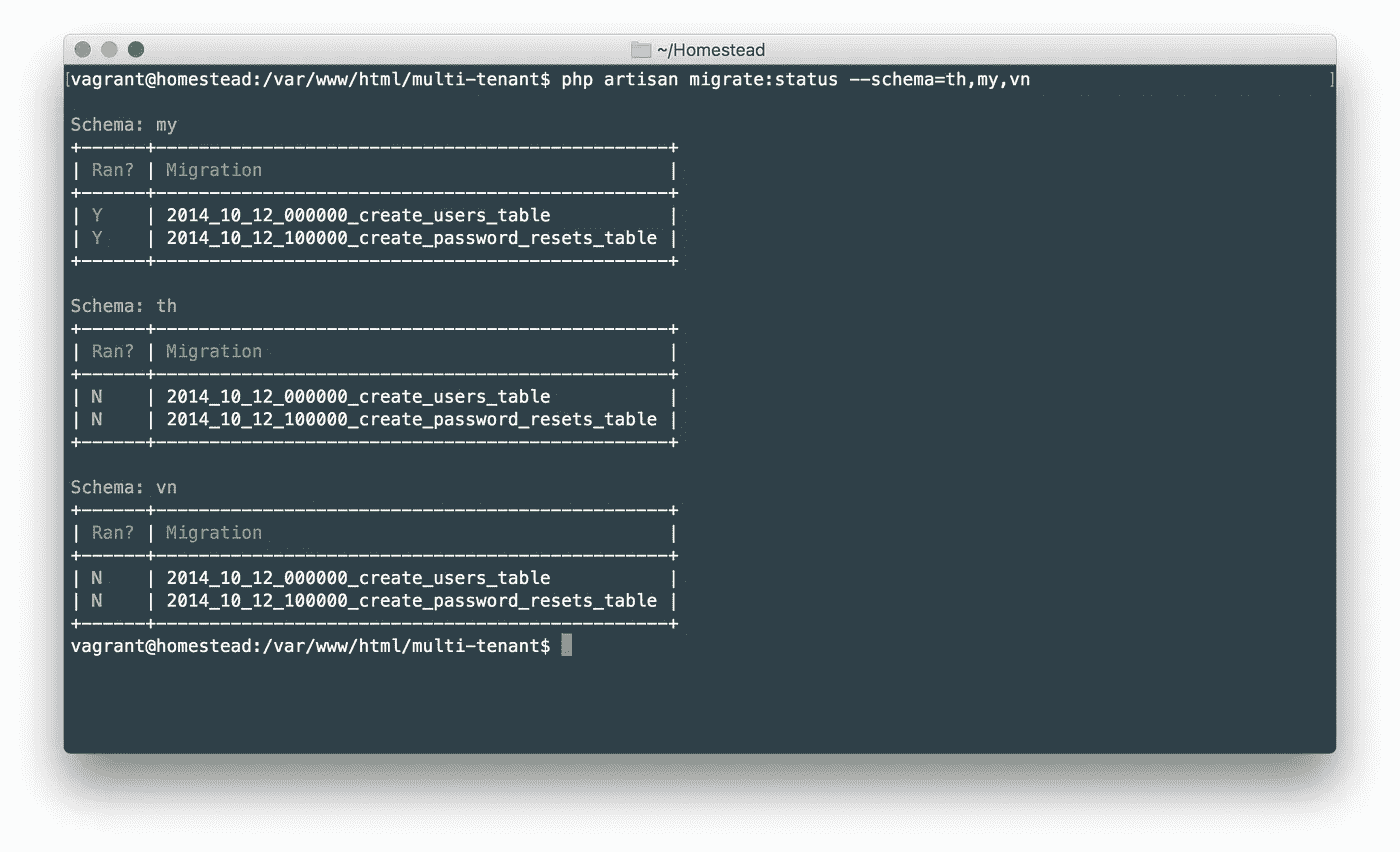 ~/Homestead
[vagrant@homestead:/var/www/html/multi-tenant$ php artisan migrate:status --schema=th,my,vn ]
Schema: my
+------+------------------------------------------------+
| Ran? | Migration                                      |
+------+------------------------------------------------+
| Y    | 2014_10_12_000000_create_users_table           |
| Y    | 2014_10_12_100000_create_password_resets_table |
+------+------------------------------------------------+
Schema: th
+------+------------------------------------------------+
| Ran? | Migration                                      |
+------+------------------------------------------------+
| N    | 2014_10_12_000000_create_users_table           |
| N    | 2014_10_12_100000_create_password_resets_table |
+------+------------------------------------------------+
Schema: vn
+------+------------------------------------------------+
| Ran? | Migration                                      |
+------+------------------------------------------------+
| N    | 2014_10_12_000000_create_users_table           |
| N    | 2014_10_12_100000_create_password_resets_table |
+------+------------------------------------------------+
vagrant@homestead:/var/www/html/multi-tenant$